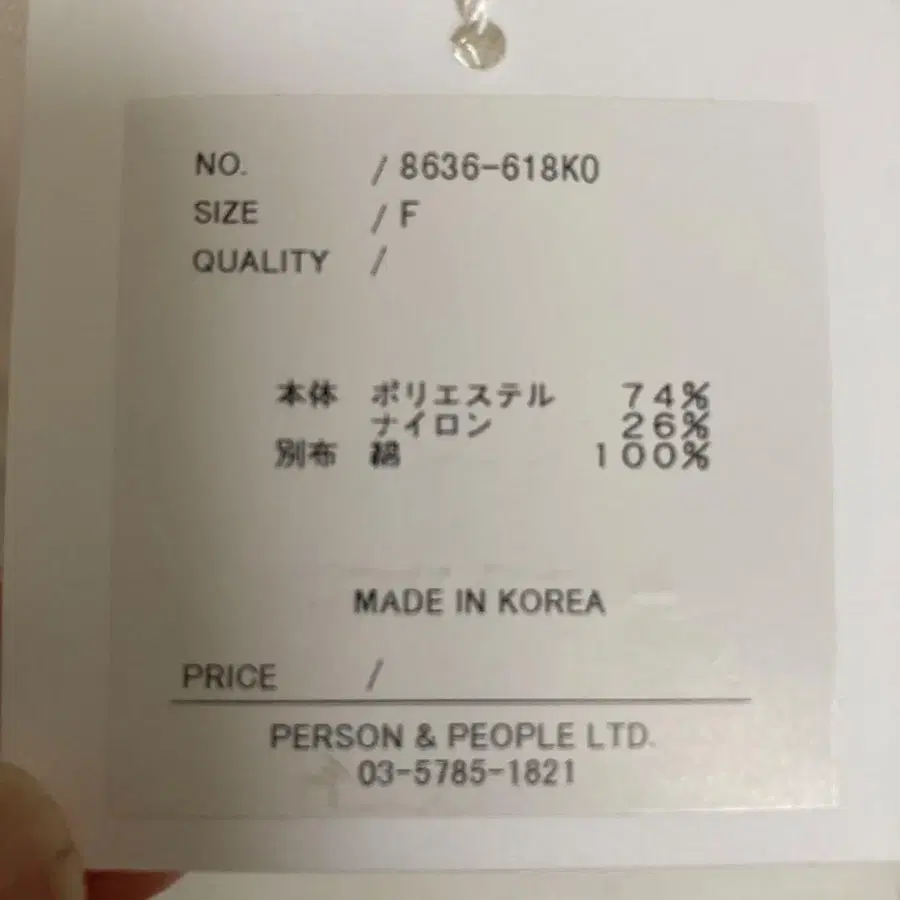 NO. / 8636-618K0
SIZE / F
QUALITY /
本体 ポリエステル 74%
ナイロン 26%
別布 綿 100%
MADE IN KOREA
PRICE /
PERSON & PEOPLE LTD.
03-5785-1821